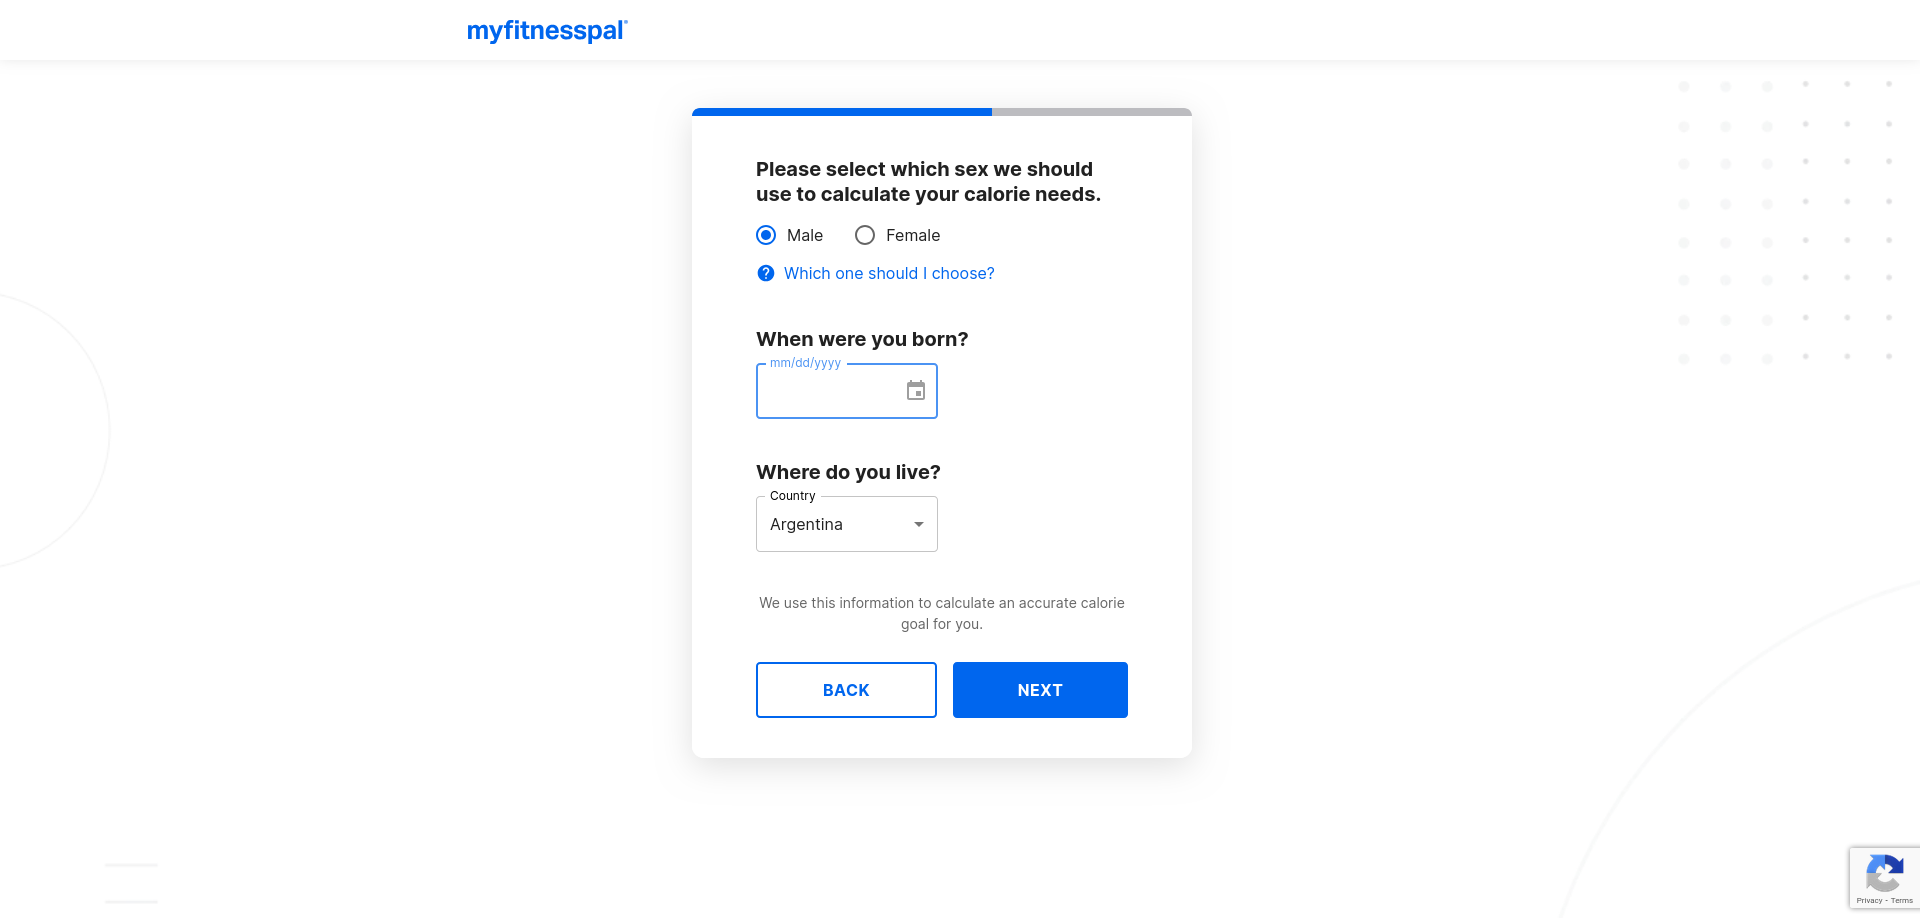 myfitnesspal
Please select which sex we should
use to calculate your calorie needs.
Male Female
Which one should I choose?
When were you born?
mm/dd/yyyy
Where do you live?
Country
Argentina
We use this information to calculate an accurate calorie
goal for you.
BACK NEXT
Privacy - Terms